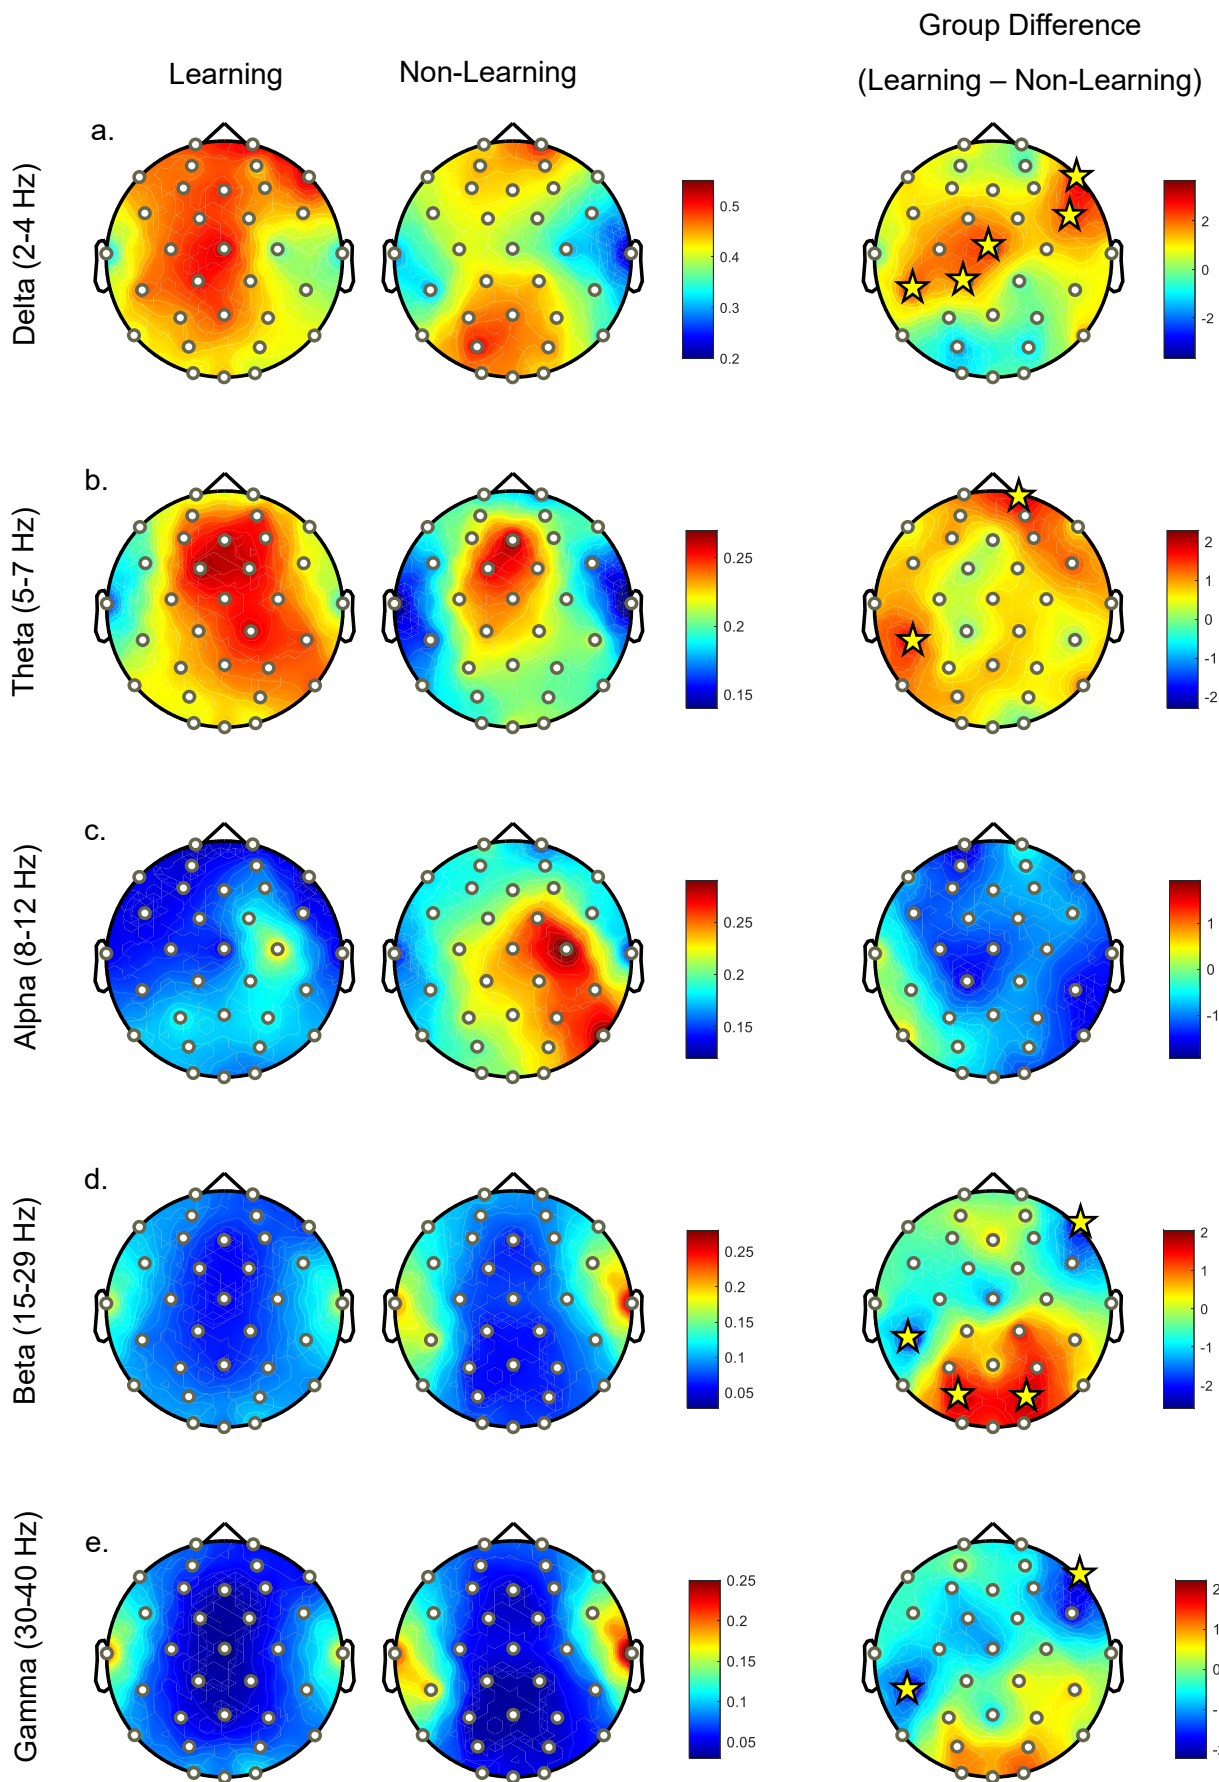 Group Difference
Learning
Non-Learning
(Learning – Non-Learning)
a.
Delta (2-4 Hz)
0.5
0.4
0.3
0.2
2
0
-2
b.
Theta (5-7 Hz)
0.25
0.2
0.15
2
1
0
-1
-2
c.
Alpha (8-12 Hz)
0.25
0.2
0.15
1
0
-1
d.
Beta (15-29 Hz)
0.25
0.2
0.15
0.1
0.05
2
1
0
-1
-2
e.
Gamma (30-40 Hz)
0.25
0.2
0.15
0.1
0.05
2
1
0
-1